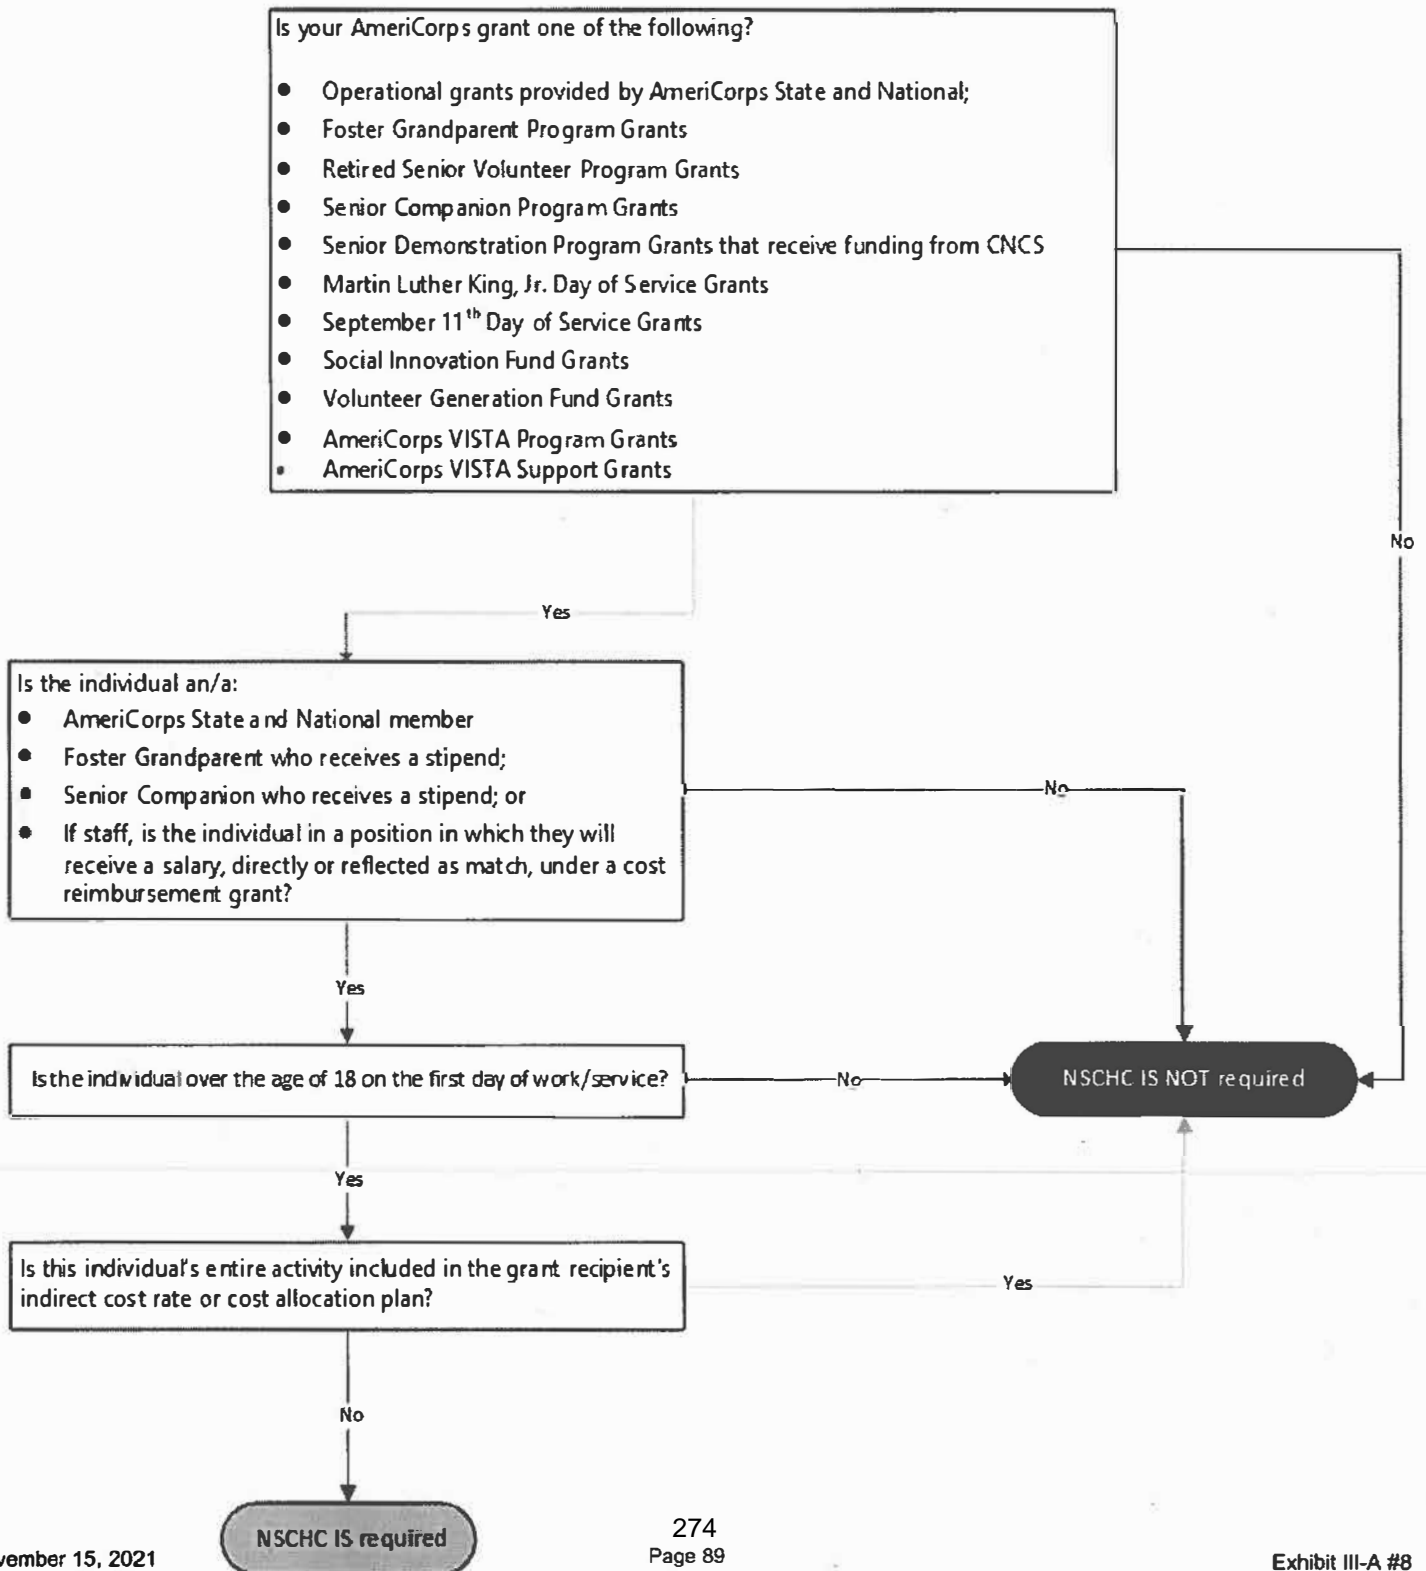 Is your AmeriCorps grant one of the following?
● Operational grants provided by AmeriCorps State and National;
● Foster Grandparent Program Grants
● Retired Senior Volunteer Program Grants
● Senior Companion Program Grants
● Senior Demonstration Program Grants that receive funding from CNCS
● Martin Luther King, Jr. Day of Service Grants
● September 11th Day of Service Grants
● Social Innovation Fund Grants
● Volunteer Generation Fund Grants
● AmeriCorps VISTA Program Grants
● AmeriCorps VISTA Support Grants
No
Yes
Is the individual an/a:
● AmeriCorps State and National member
● Foster Grandparent who receives a stipend;
● Senior Companion who receives a stipend; or
● If staff, is the individual in a position in which they will
receive a salary, directly or reflected as match, under a cost
reimbursement grant?
No
Yes
Is the individual over the age of 18 on the first day of work/service?
No
NSCHC IS NOT required
Yes
Is this individual's entire activity included in the grant recipient's
indirect cost rate or cost allocation plan?
Yes
No
NSCHC IS required
274
vember 15, 2021
Page 89
Exhibit III-A #8